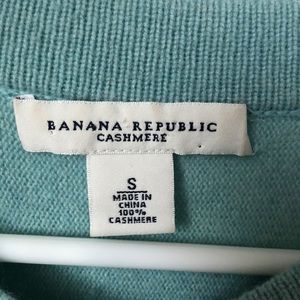 BANANA REPUBLIC
CASHMERE
S
MADE IN
CHINA
100%
CASHMERE